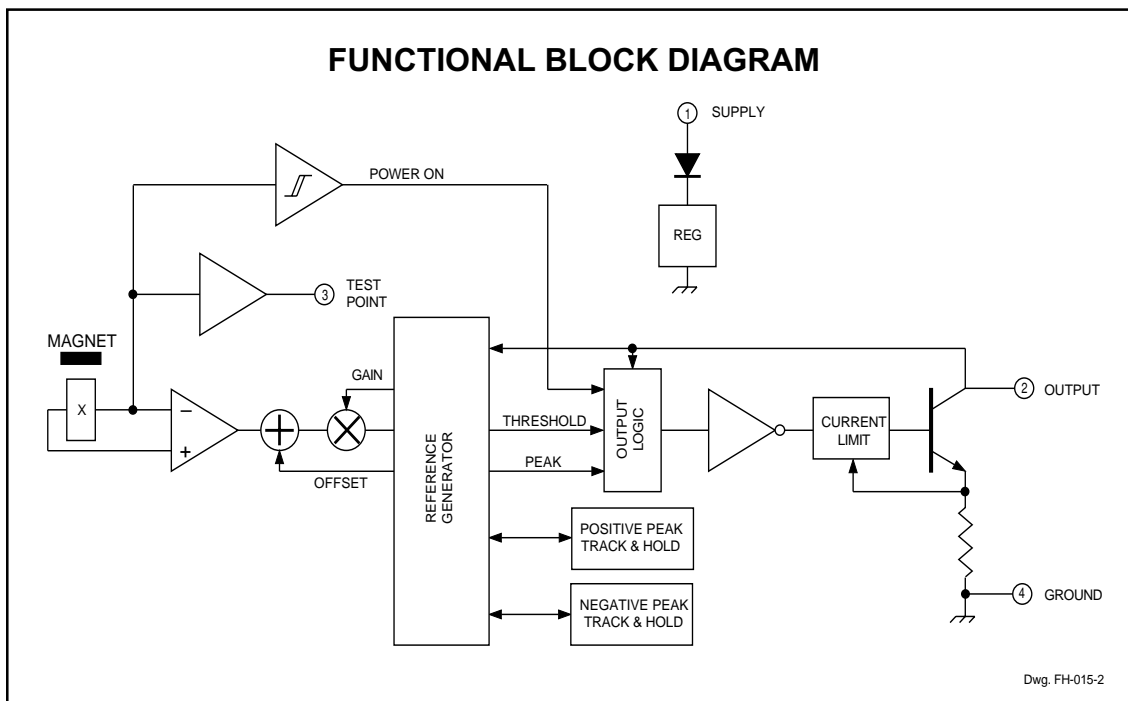 FUNCTIONAL BLOCK DIAGRAM
1
SUPPLY
POWER ON
REG
3
TEST
POINT
MAGNET
X
−
+
GAIN
OFFSET
REFERENCE
GENERATOR
THRESHOLD
PEAK
OUTPUT
LOGIC
CURRENT
LIMIT
2
OUTPUT
POSITIVE PEAK
TRACK & HOLD
NEGATIVE PEAK
TRACK & HOLD
4
GROUND
Dwg. FH-015-2